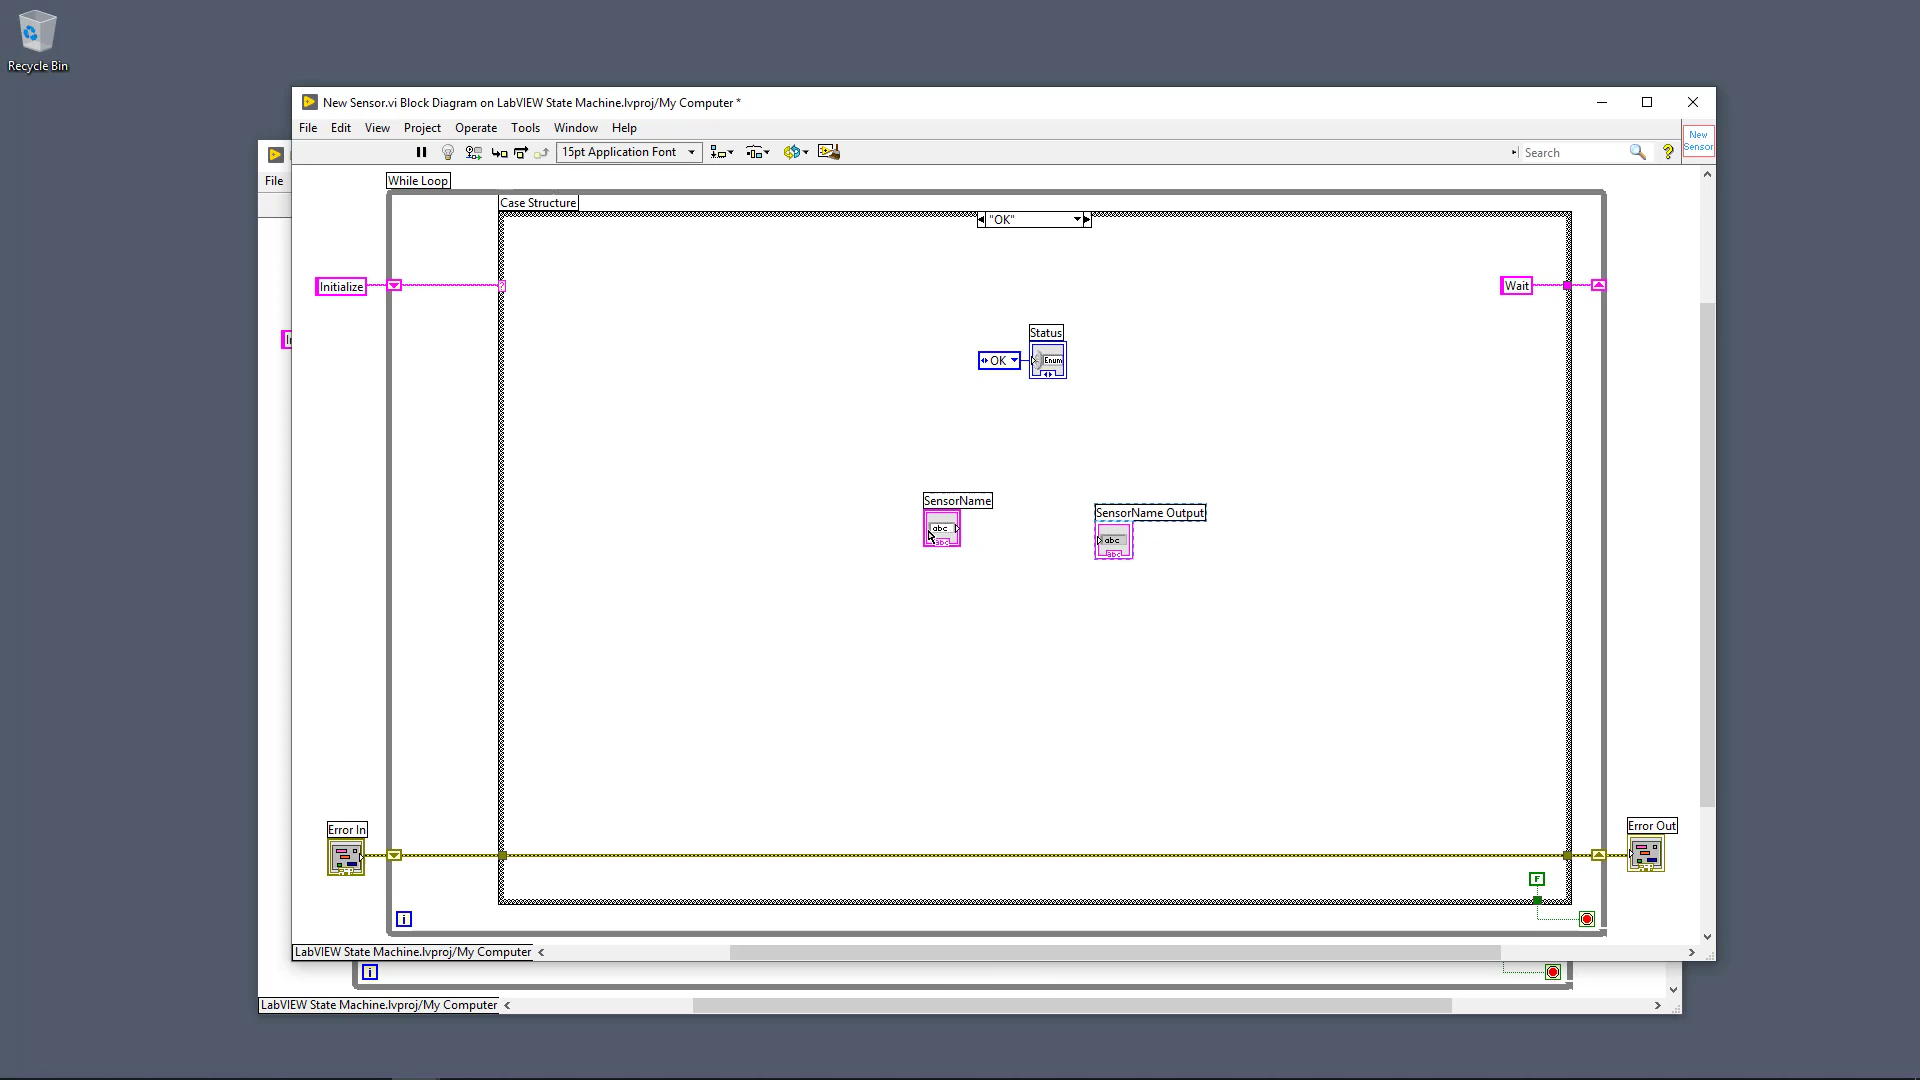 Recycle Bin
New Sensor.vi Block Diagram on LabVIEW State Machine.lvproj/My Computer *
File Edit View Project Operate Tools Window Help
New
Sensor
15pt Application Font
Search
?
File
While Loop
Case Structure
"OK"
Initialize
?
Wait
Status
OK
Enum
SensorName
abc
abc
SensorName Output
abc
abc
Error In
Error Out
F
i
LabVIEW State Machine.lvproj/My Computer
i
LabVIEW State Machine.lvproj/My Computer